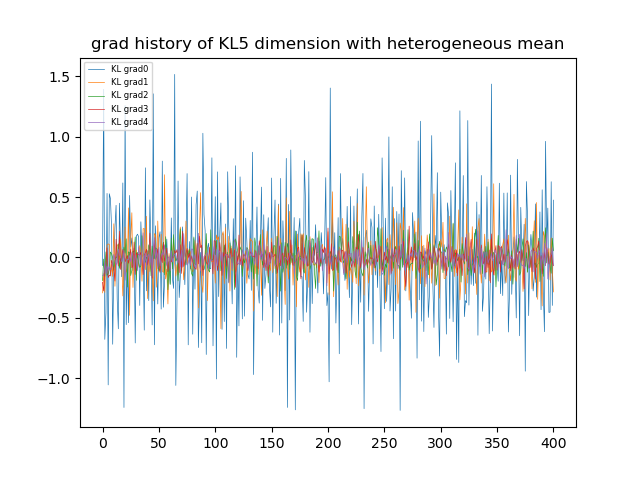 grad history of KL5 dimension with heterogeneous mean
KL grad0
KL grad1
KL grad2
KL grad3
KL grad4
1.5
1.0
0.5
0.0
−0.5
−1.0
0 50 100 150 200 250 300 350 400